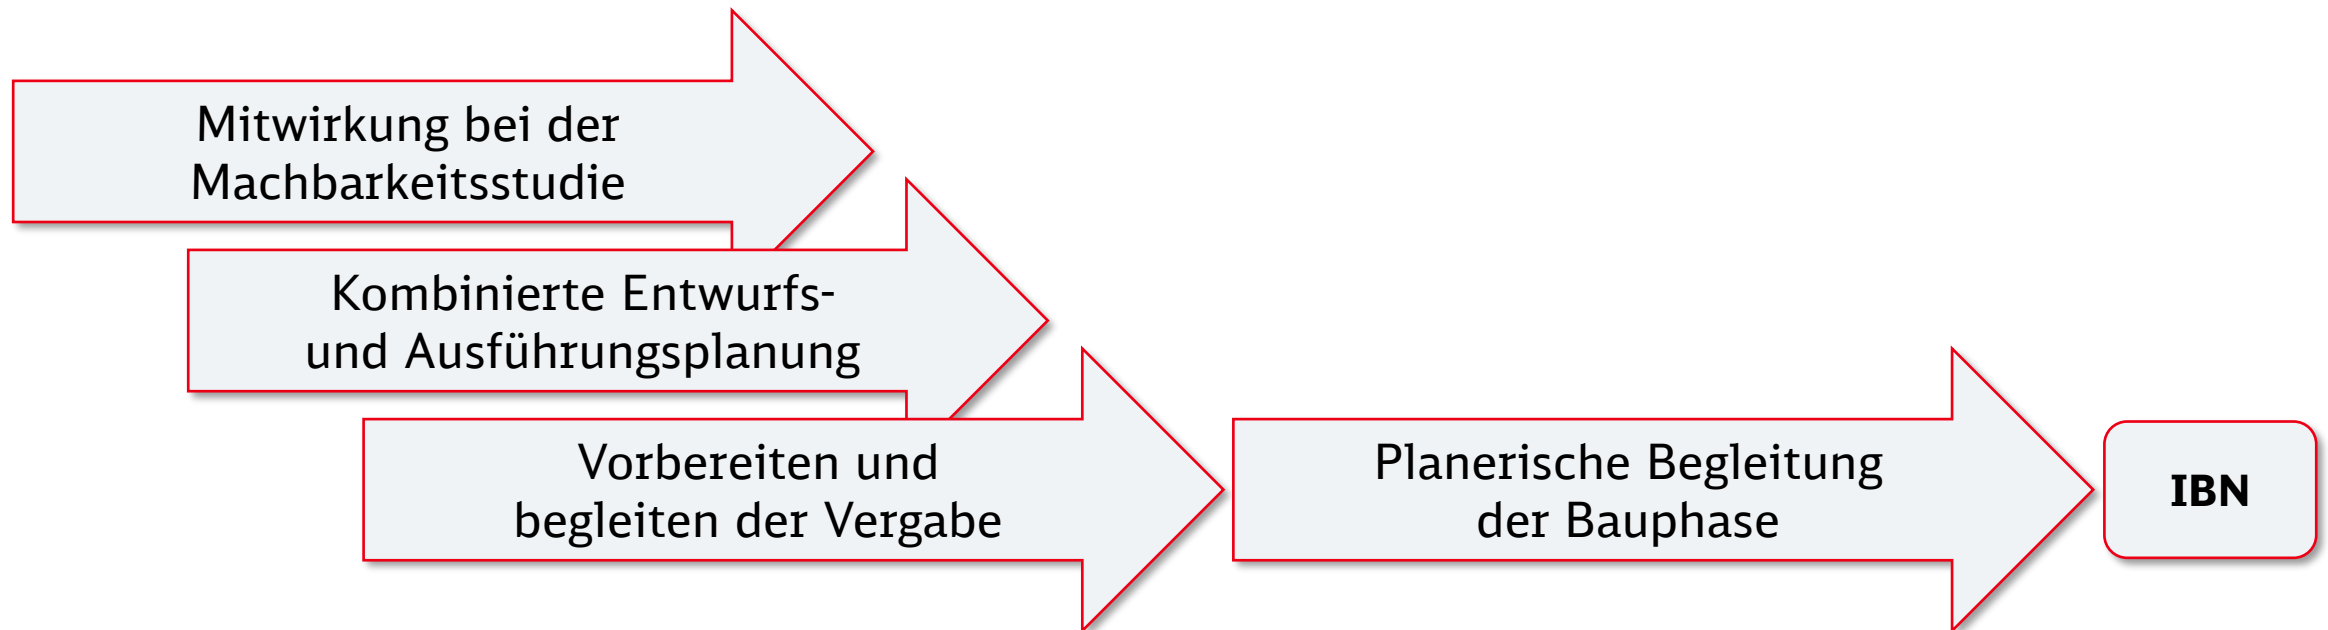 Mitwirkung bei der
Machbarkeitsstudie
Kombinierte Entwurfs-
und Ausführungsplanung
Vorbereiten und
begleiten der Vergabe
Planerische Begleitung
der Bauphase
IBN